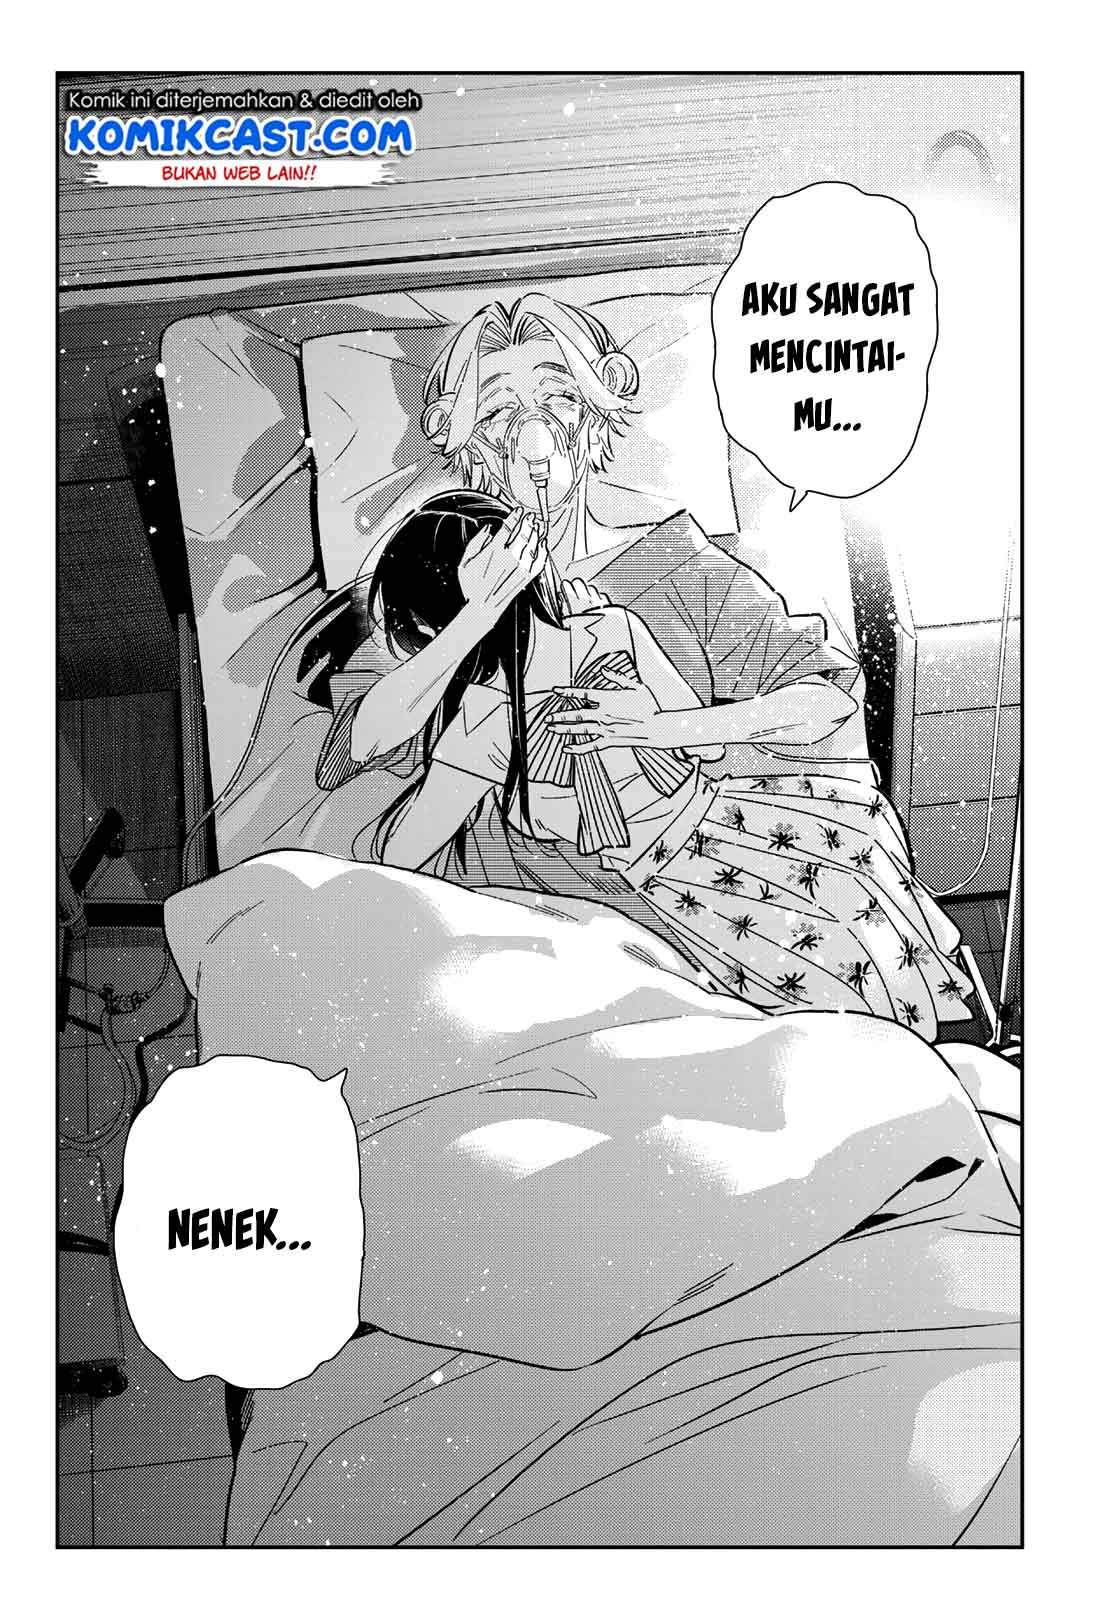 Komik ini diterjemahkan & diedit oleh
KOMIKCAST.COM
BUKAN WEB LAIN!!
AKU SANGAT
MENCINTAI-
MU...
NENEK...